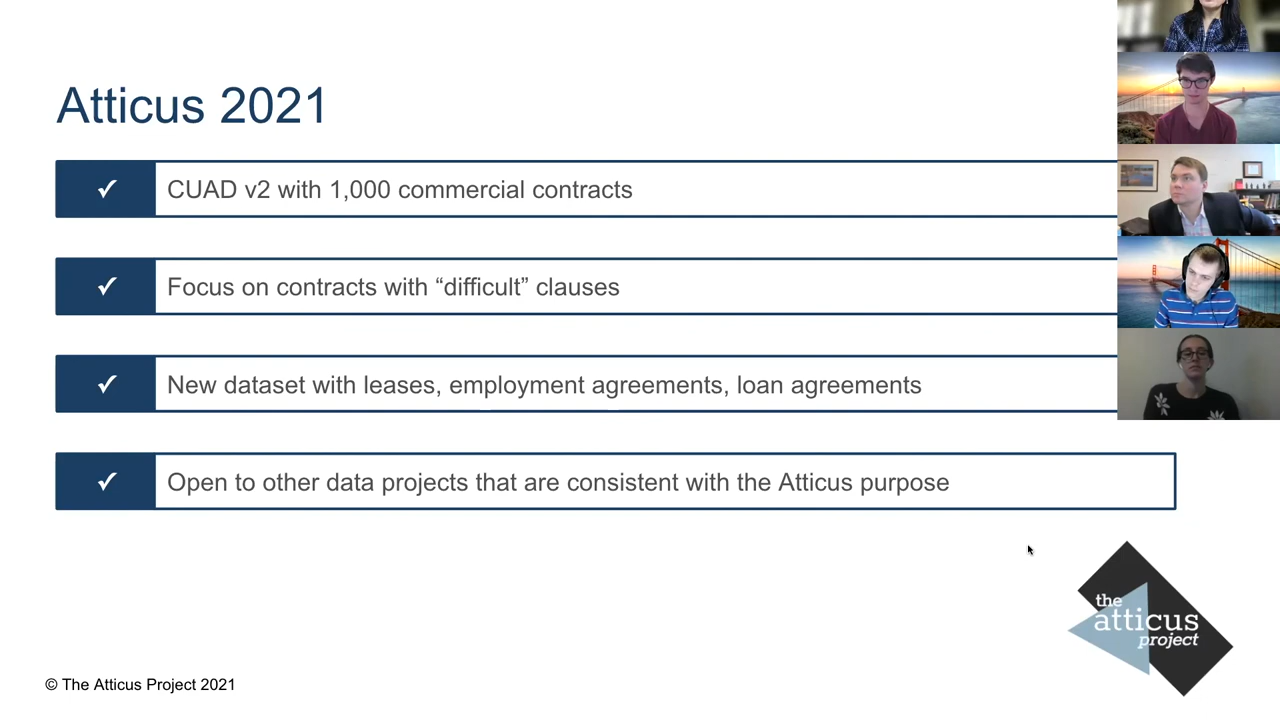 Atticus 2021
✓ CUAD v2 with 1,000 commercial contracts
✓ Focus on contracts with “difficult” clauses
✓ New dataset with leases, employment agreements, loan agreements
✓ Open to other data projects that are consistent with the Atticus purpose
the
atticus
project
© The Atticus Project 2021